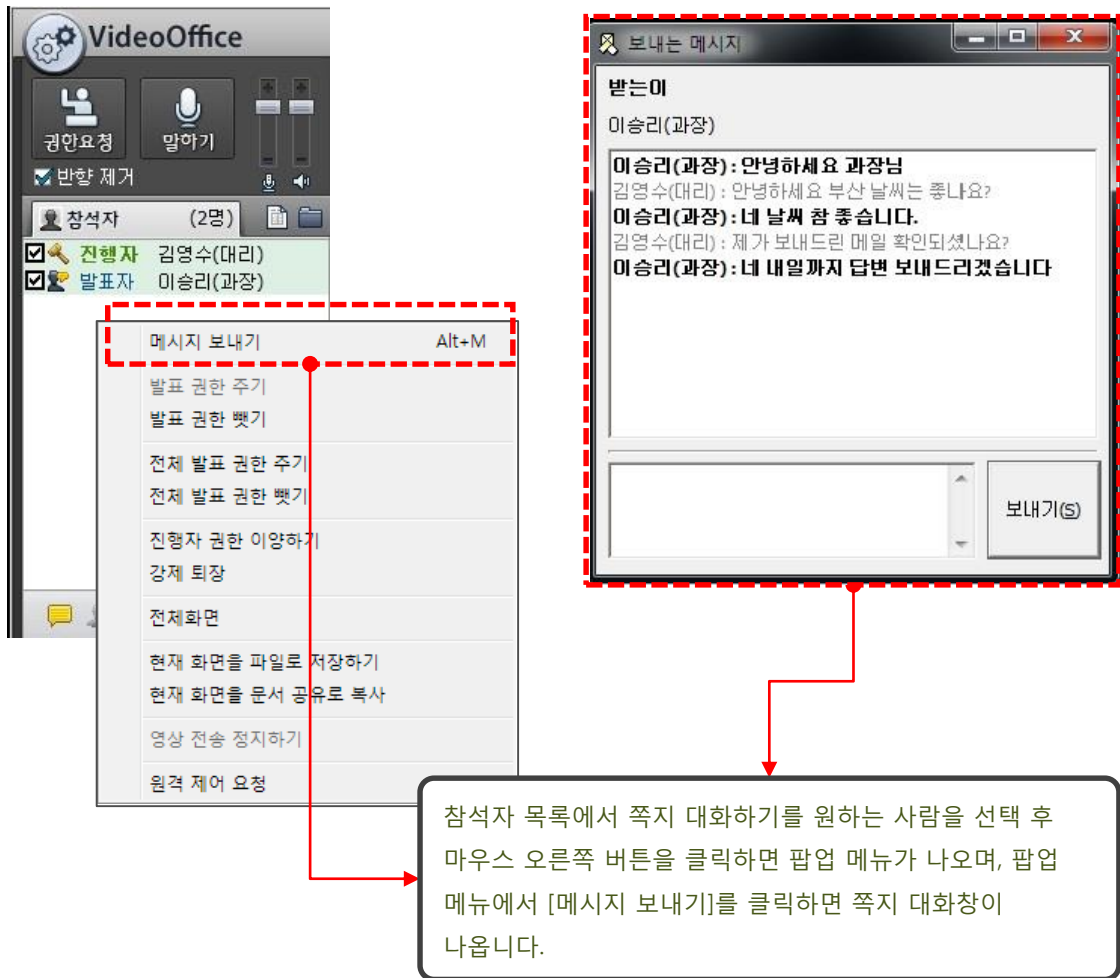 VideoOffice
권한요청
말하기
반향 제거
참석자 (2명)
진행자 김영수(대리)
발표자 이승리(과장)
메시지 보내기 Alt+M
발표 권한 주기
발표 권한 뺏기
전체 발표 권한 주기
전체 발표 권한 뺏기
진행자 권한 이양하기
강제 퇴장
전체화면
현재 화면을 파일로 저장하기
현재 화면을 문서 공유로 복사
영상 전송 정지하기
원격 제어 요청
보내는 메시지
받는이
이승리(과장)
이승리(과장) : 안녕하세요 과장님
김영수(대리) : 안녕하세요 부산 날씨는 좋나요?
이승리(과장) : 네 날씨 참 좋습니다.
김영수(대리) : 제가 보내드린 메일 확인되셨나요?
이승리(과장) : 네 내일까지 답변 보내드리겠습니다
보내기(S)
참석자 목록에서 쪽지 대화하기를 원하는 사람을 선택 후
마우스 오른쪽 버튼을 클릭하면 팝업 메뉴가 나오며, 팝업
메뉴에서 [메시지 보내기]를 클릭하면 쪽지 대화창이
나옵니다.